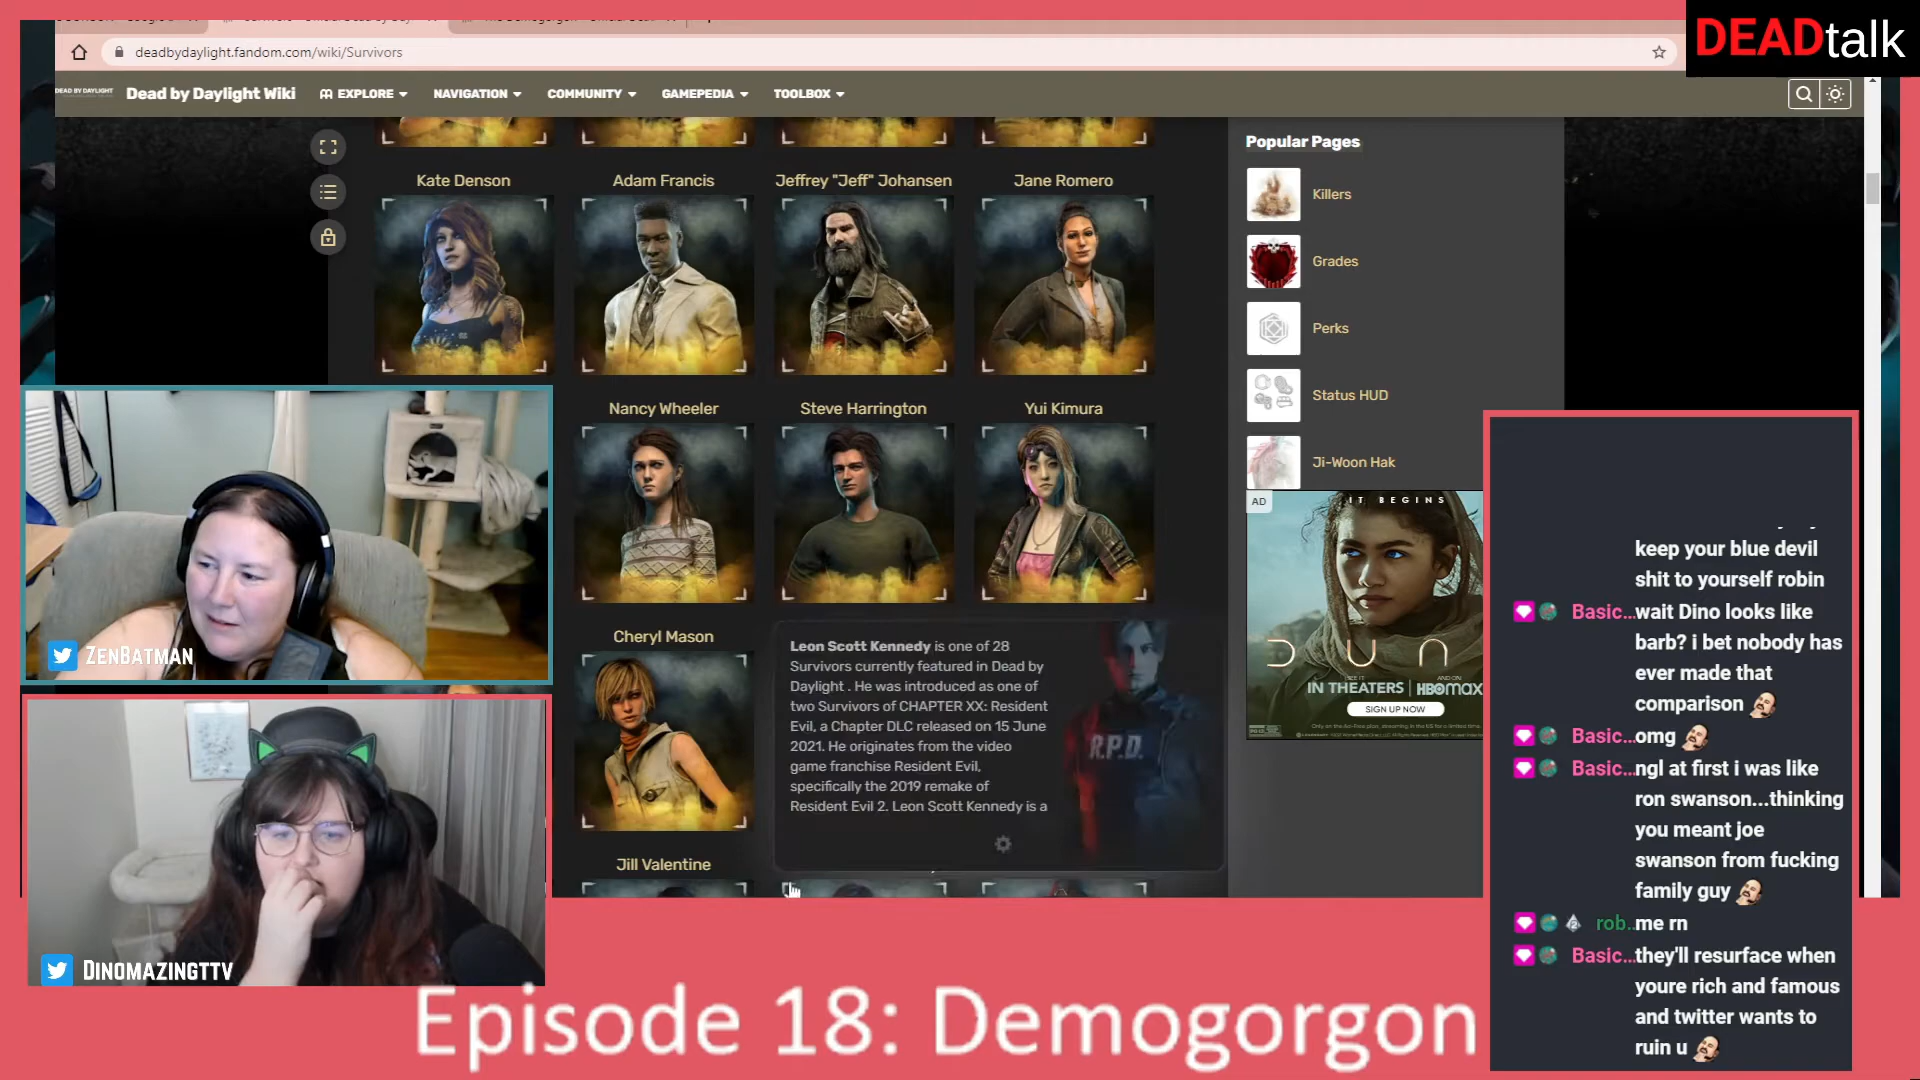 DEADtalk
deadbydaylight.fandom.com/wiki/Survivors
DEAD BY DAYLIGHT
Dead by Daylight Wiki
EXPLORE
NAVIGATION
COMMUNITY
GAMEPEDIA
TOOLBOX
Kate Denson
Adam Francis
Jeffrey "Jeff" Johansen
Jane Romero
Nancy Wheeler
Steve Harrington
Yui Kimura
Cheryl Mason
Leon Scott Kennedy is one of 28
Survivors currently featured in Dead by
Daylight . He was introduced as one of
two Survivors of CHAPTER XX: Resident
Evil, a Chapter DLC released on 15 June
2021. He originates from the video
game franchise Resident Evil,
specifically the 2019 remake of
Resident Evil 2. Leon Scott Kennedy is a
R.P.D.
Jill Valentine
Popular Pages
Killers
Grades
Perks
Status HUD
Ji-Woon Hak
AD
IT BEGINS
DUN
IN THEATERS | HBOMAX
SIGN UP NOW
ZENBATMAN
DINOMAZINGTTV
keep your blue devil
shit to yourself robin
Basic...wait Dino looks like
barb? i bet nobody has
ever made that
comparison
Basic...omg
Basic...ngl at first i was like
ron swanson...thinking
you meant joe
swanson from fucking
family guy
rob..me rn
Basic...they'll resurface when
youre rich and famous
and twitter wants to
ruin u
Episode 18: Demogorgon